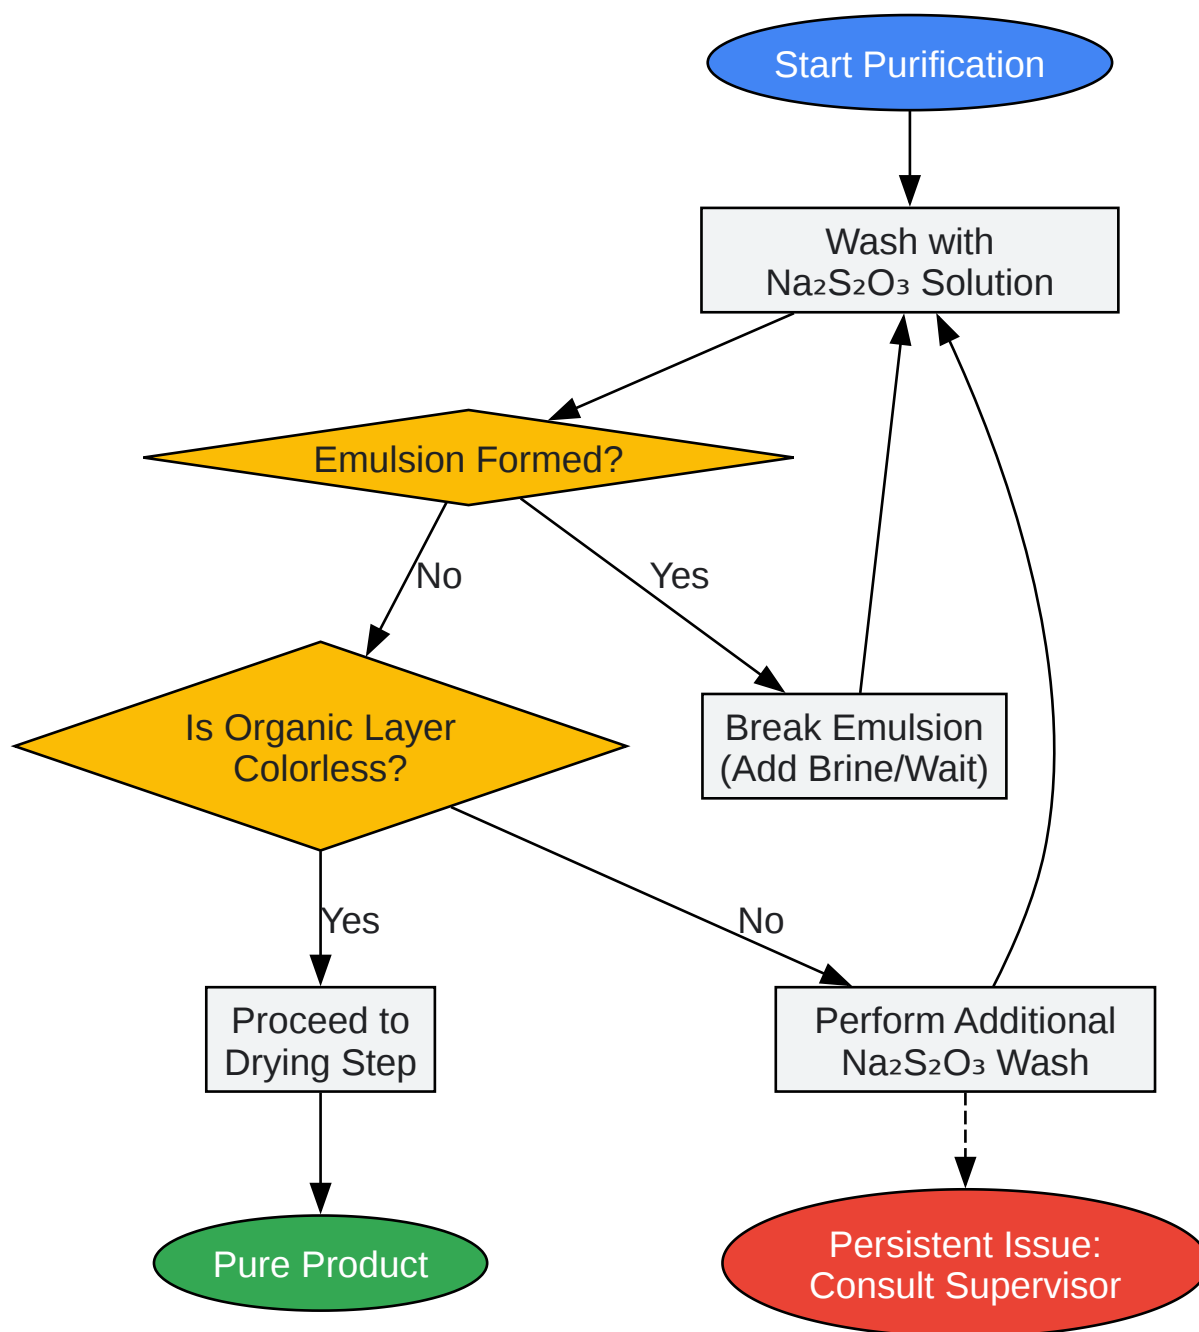 Start Purification
Wash with
Na₂S₂O₃ Solution
Emulsion Formed?
No
Yes
Is Organic Layer
Colorless?
Break Emulsion
(Add Brine/Wait)
Yes
No
Proceed to
Drying Step
Perform Additional
Na₂S₂O₃ Wash
Pure Product
Persistent Issue:
Consult Supervisor